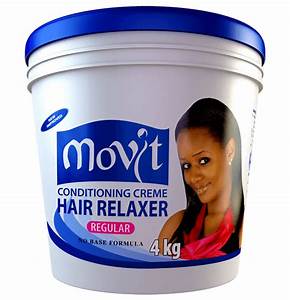 Movit
CONDITIONING CREME
HAIR RELAXER
REGULAR
NO BASE FORMULA
4 kg